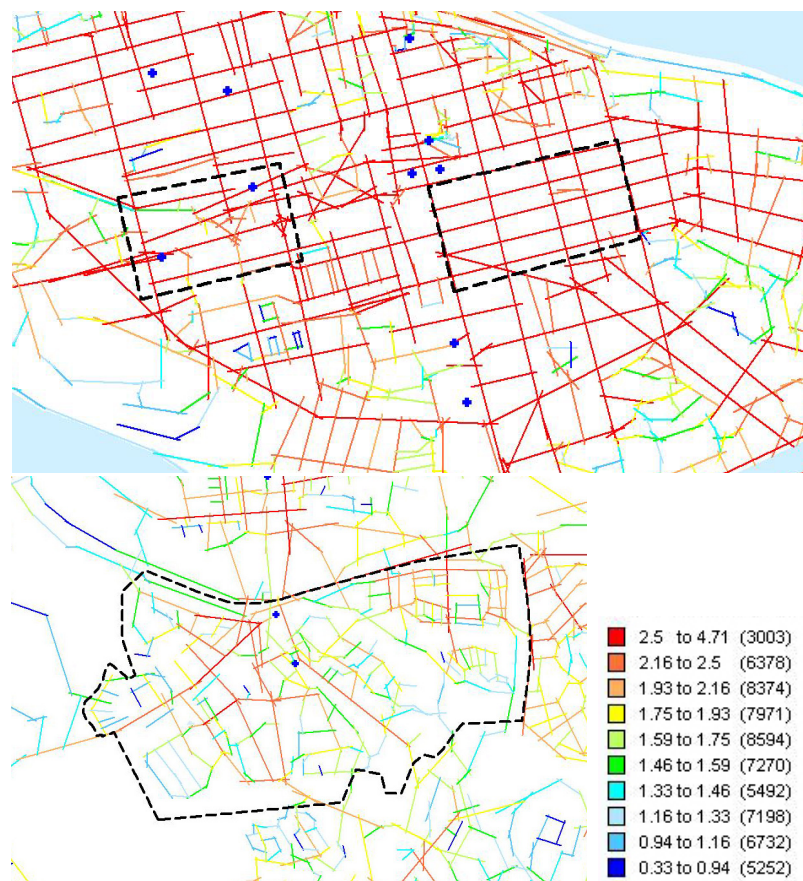 2.5 to 4.71 (3003)
2.16 to 2.5 (6378)
1.93 to 2.16 (8374)
1.75 to 1.93 (7971)
1.59 to 1.75 (8594)
1.46 to 1.59 (7270)
1.33 to 1.46 (5492)
1.16 to 1.33 (7198)
0.94 to 1.16 (6732)
0.33 to 0.94 (5252)